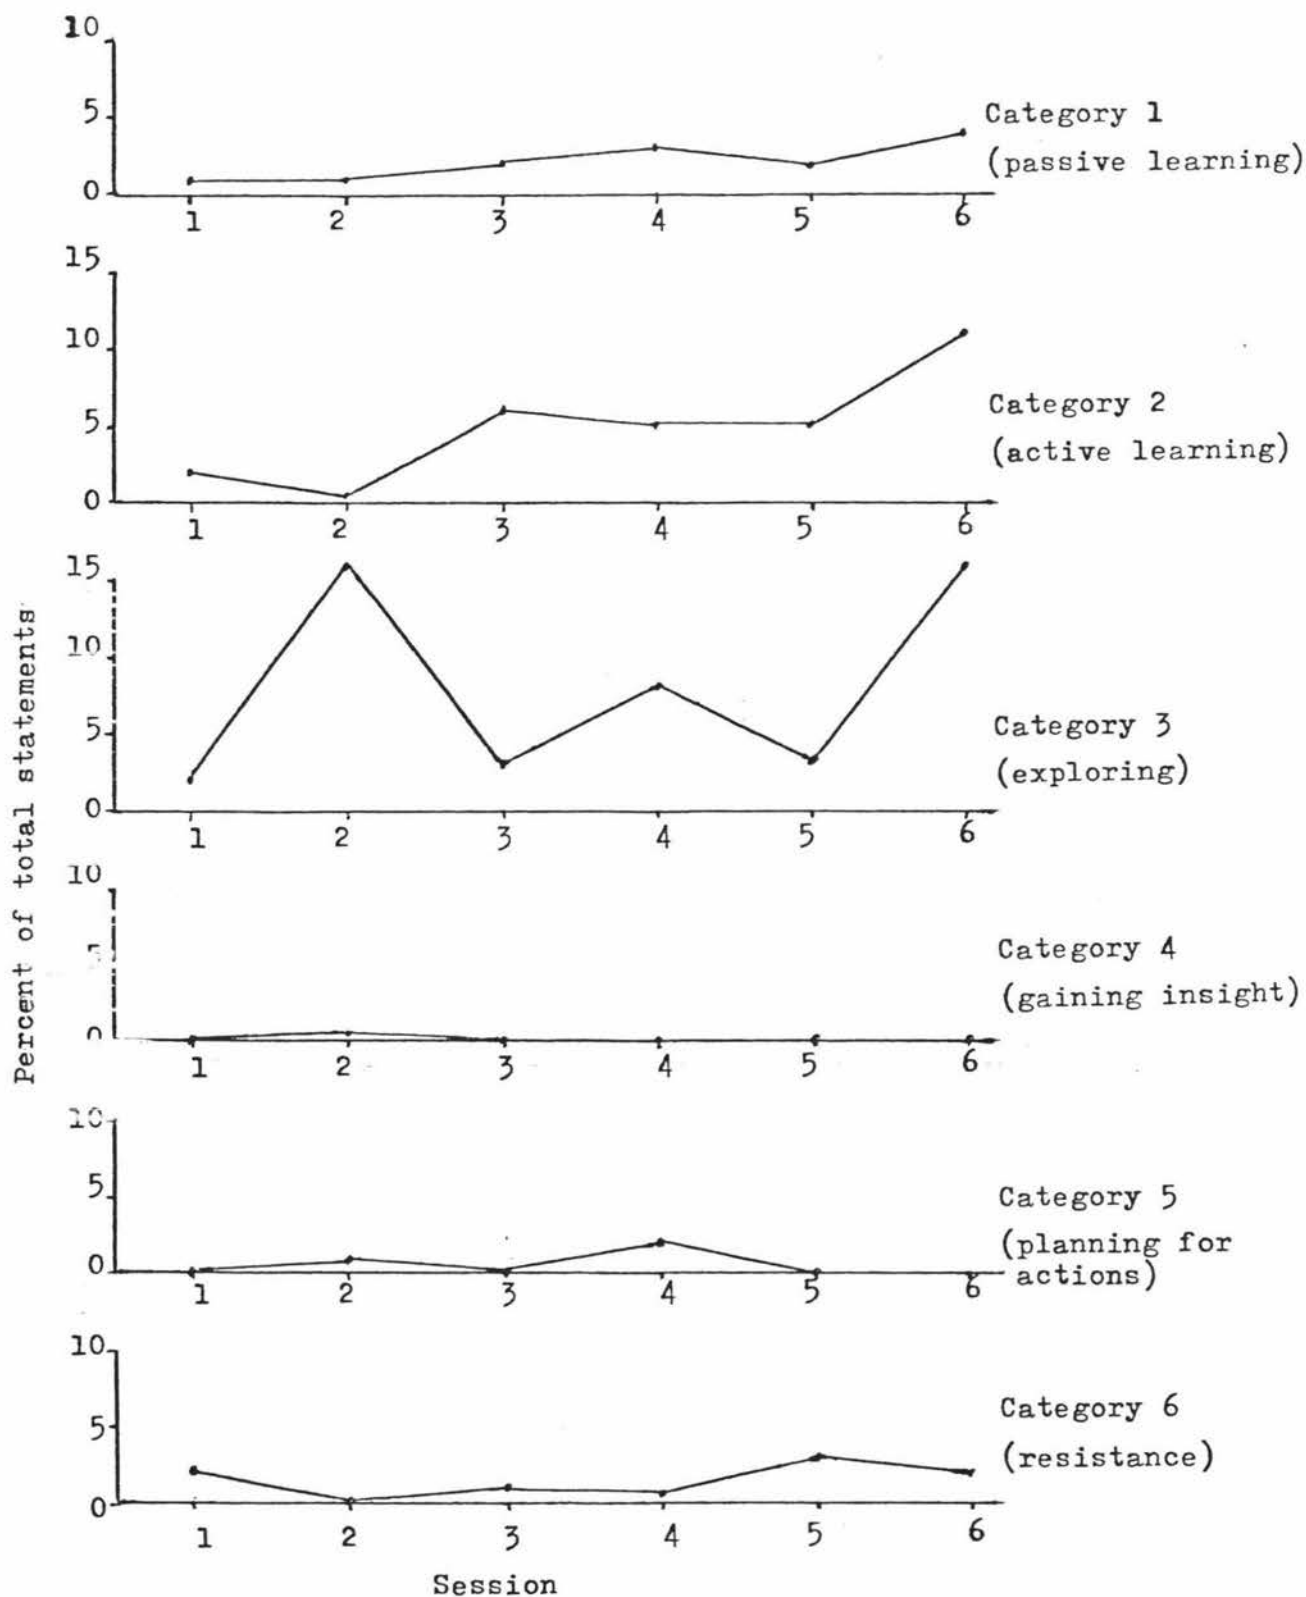 10
5
0
1 2 3 4 5 6
Category 1
(passive learning)
15
10
5
0
1 2 3 4 5 6
Category 2
(active learning)
Percent of total statements
15
10
5
0
1 2 3 4 5 6
Category 3
(exploring)
10
5
0
1 2 3 4 5 6
Category 4
(gaining insight)
10
5
0
1 2 3 4 5 6
Category 5
(planning for
actions)
10
5
0
1 2 3 4 5 6
Category 6
(resistance)
Session